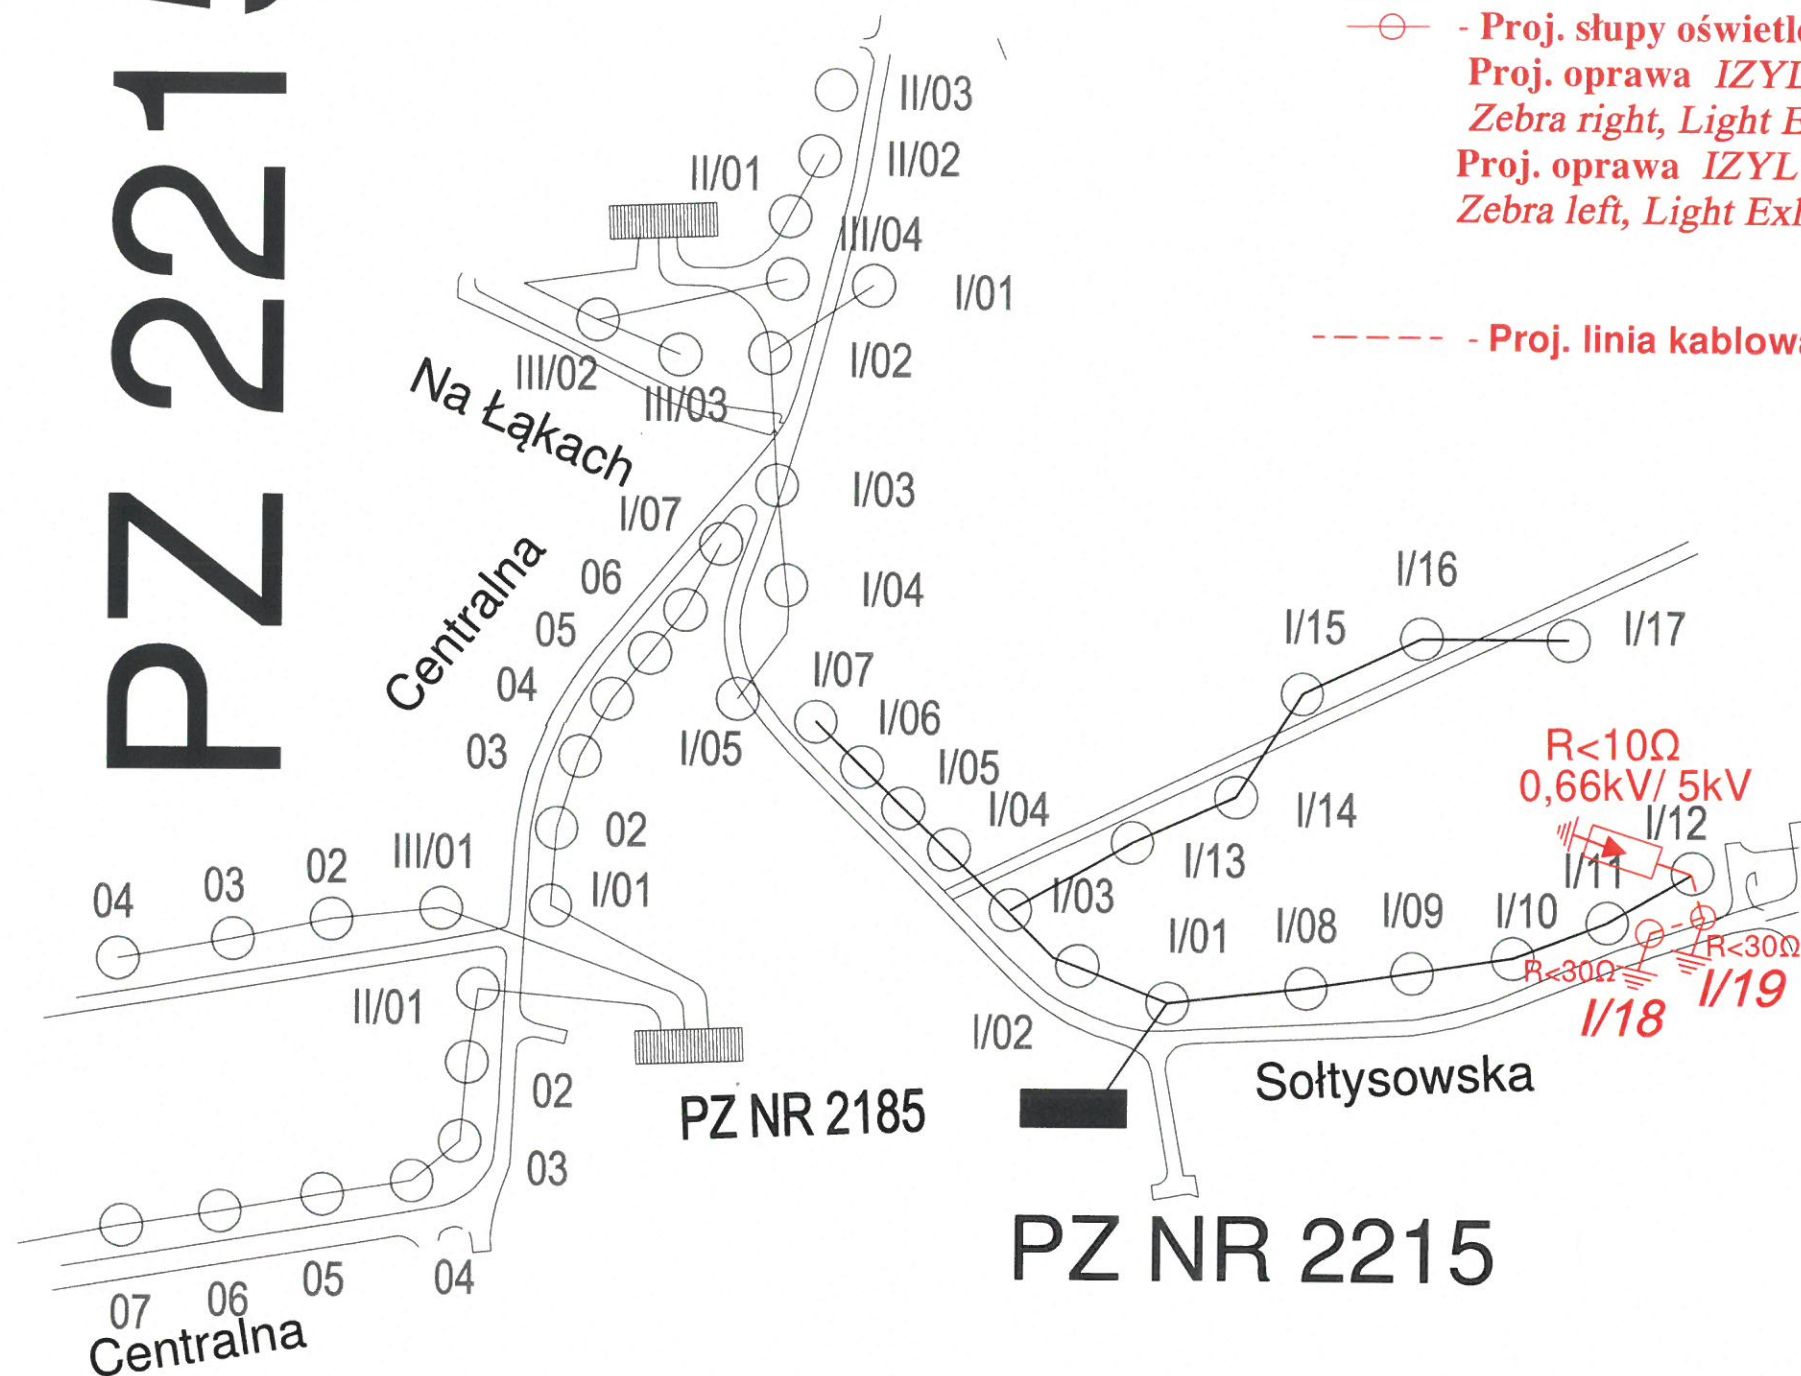 PZ 221
- Proj. słupy oświetle
Proj. oprawa IZYL
Zebra right, Light E
Proj. oprawa IZYL
Zebra left, Light Exl
- Proj. linia kablowa
II/03
II/02
II/01
III/04
I/01
I/02
III/02
III/03
Na Łąkach
I/03
I/07
06
05
04
03
02
I/01
Centralna
I/04
I/05
I/07
I/06
I/05
I/04
I/03
I/13
I/14
I/15
I/16
I/17
R<10Ω
0,66kV/ 5kV
I/12
I/11
I/10
I/09
I/08
I/01
I/02
R<30Ω
R<30Ω
I/19
I/18
04
03
02
III/01
II/01
02
03
04
05
06
07
Centralna
PZ NR 2185
Sołtysowska
PZ NR 2215